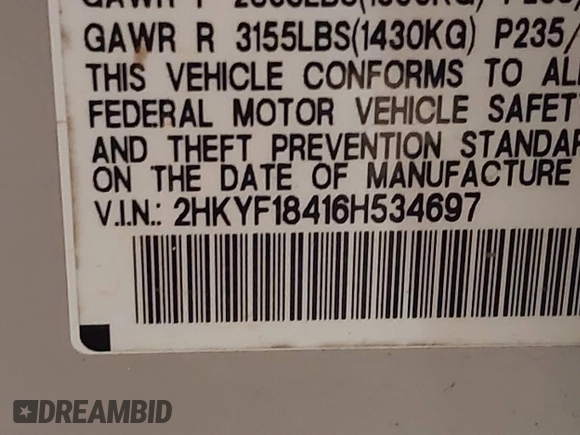 GAWR R 3155LBS(1430KG) P235/
THIS VEHICLE CONFORMS TO AL
FEDERAL MOTOR VEHICLE SAFET
AND THEFT PREVENTION STANDAR
ON THE DATE OF MANUFACTURE
V.I.N.: 2HKYF18416H534697
DREAMBID